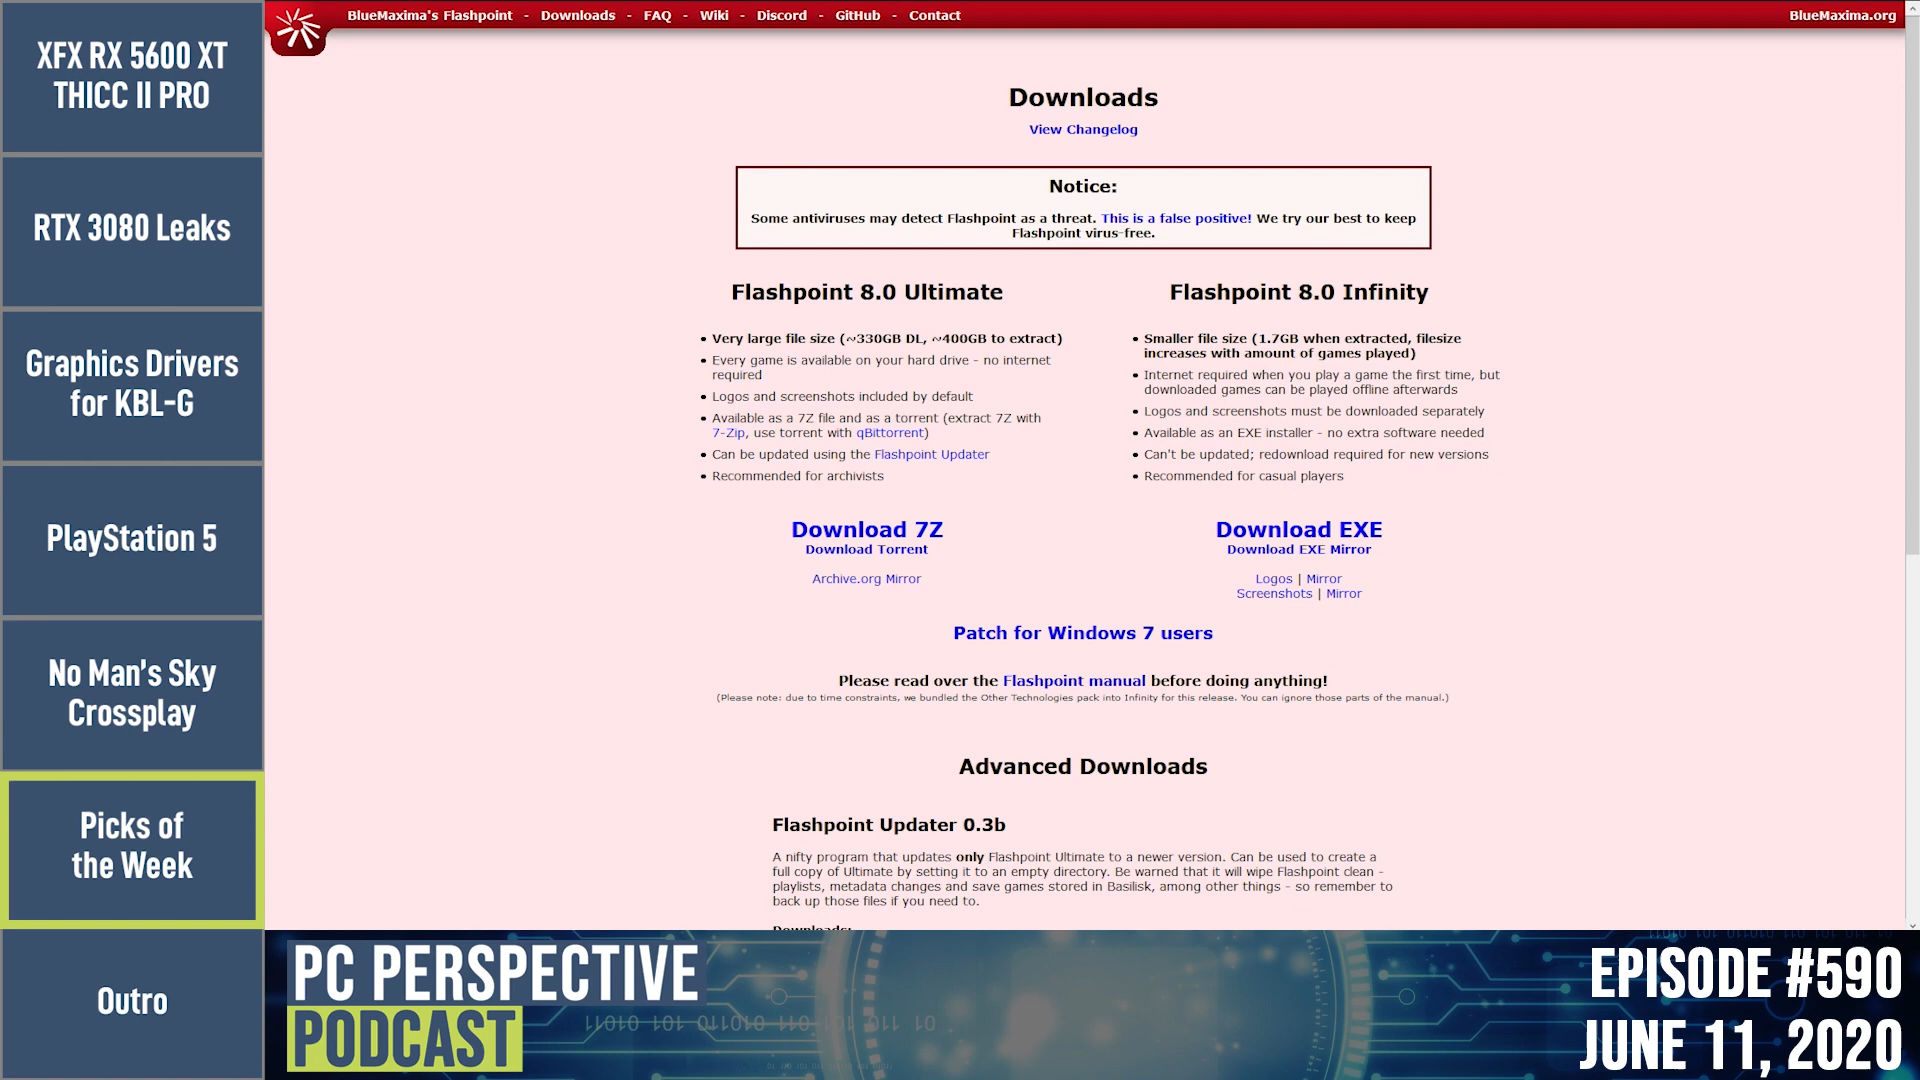 XFX RX 5600 XT
THICC II PRO
RTX 3080 Leaks
Graphics Drivers
for KBL-G
PlayStation 5
No Man's Sky
Crossplay
Picks of
the Week
Outro
BlueMaxima's Flashpoint - Downloads - FAQ - Wiki - Discord - GitHub - Contact
BlueMaxima.org
Downloads
View Changelog
Notice:
Some antiviruses may detect Flashpoint as a threat. This is a false positive! We try our best to keep
Flashpoint virus-free.
Flashpoint 8.0 Ultimate
• Very large file size (~330GB DL, ~400GB to extract)
• Every game is available on your hard drive - no internet
required
• Logos and screenshots included by default
• Available as a 7Z file and as a torrent (extract 7Z with
7-Zip, use torrent with qBittorrent)
• Can be updated using the Flashpoint Updater
• Recommended for archivists
Download 7Z
Download Torrent
Archive.org Mirror
Flashpoint 8.0 Infinity
• Smaller file size (1.7GB when extracted, filesize
increases with amount of games played)
• Internet required when you play a game the first time, but
downloaded games can be played offline afterwards
• Logos and screenshots must be downloaded separately
• Available as an EXE installer - no extra software needed
• Can't be updated; redownload required for new versions
• Recommended for casual players
Download EXE
Download EXE Mirror
Logos | Mirror
Screenshots | Mirror
Patch for Windows 7 users
Please read over the Flashpoint manual before doing anything!
(Please note: due to time constraints, we bundled the Other Technologies pack into Infinity for this release. You can ignore those parts of the manual.)
Advanced Downloads
Flashpoint Updater 0.3b
A nifty program that updates only Flashpoint Ultimate to a newer version. Can be used to create a
full copy of Ultimate by setting it to an empty directory. Be warned that it will wipe Flashpoint clean -
playlists, metadata changes and save games stored in Basilisk, among other things - so remember to
back up those files if you need to.
Downloads:
PC PERSPECTIVE
PODCAST
EPISODE #590
JUNE 11, 2020